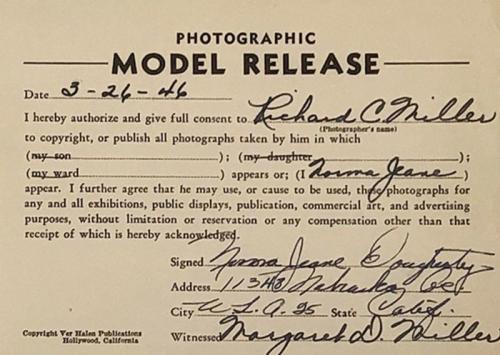 PHOTOGRAPHIC
MODEL RELEASE
Date 3-26-46
I hereby authorize and give full consent to Richard C. Miller
(Photographer's name)
to copyright, or publish all photographs taken by him in which
(my son ); (my daughter );
(my ward ) appears or; (I Norma Jeane )
appear. I further agree that he may use, or cause to be used, these photographs for
any and all exhibitions, public displays, publication, commercial art, and advertising
purposes, without limitation or reservation or any compensation other than that
receipt of which is hereby acknowledged.
Signed Norma Jeane Dougherty
Address 11348 Nebraska
City W. L. A. 25 State Calif.
Copyright Ver Halen Publications
Hollywood, California
Witnessed Margaret D. Miller